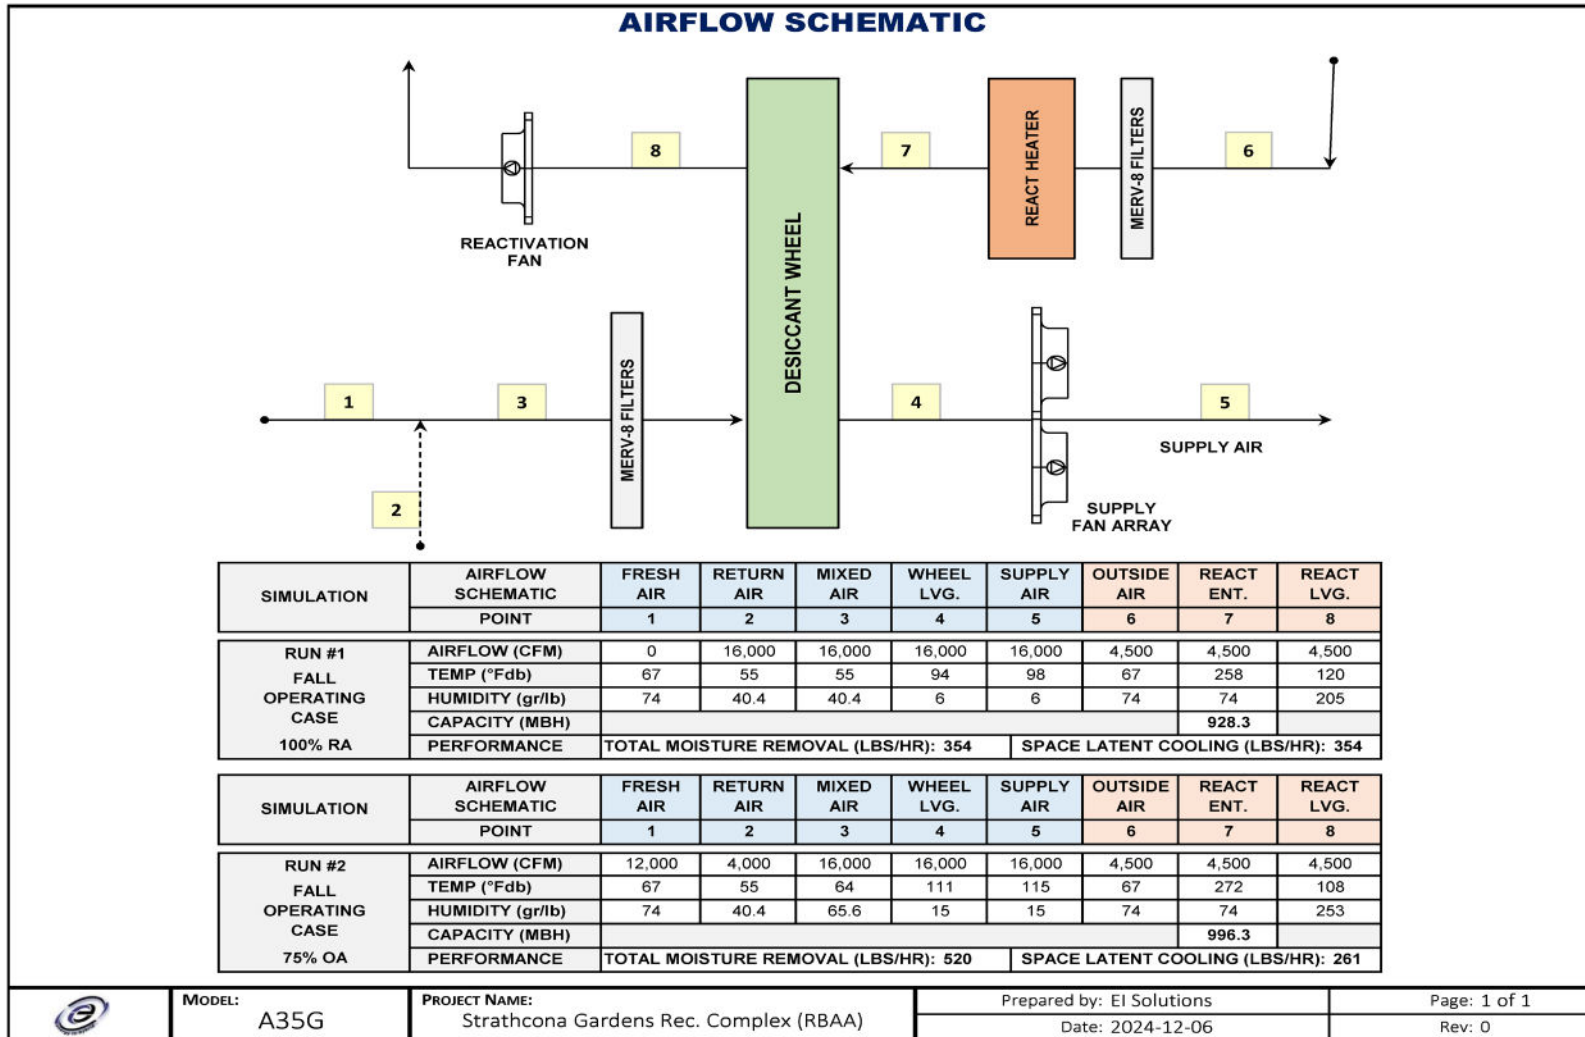 AIRFLOW SCHEMATIC
8
7
6
REACTIVATION
FAN
DESICCANT WHEEL
REACT HEATER
MERV-8 FILTERS
1
3
MERV-8 FILTERS
4
5
2
SUPPLY AIR
SUPPLY
FAN ARRAY
SIMULATION AIRFLOW SCHEMATIC FRESH AIR RETURN AIR MIXED AIR WHEEL LVG. SUPPLY AIR OUTSIDE AIR REACT ENT. REACT LVG.
POINT 1 2 3 4 5 6 7 8
RUN #1 AIRFLOW (CFM) 0 16,000 16,000 16,000 16,000 4,500 4,500 4,500
FALL TEMP (°Fdb) 67 55 55 94 98 67 258 120
OPERATING HUMIDITY (gr/lb) 74 40.4 40.4 6 6 74 74 205
CASE CAPACITY (MBH) 928.3
100% RA PERFORMANCE TOTAL MOISTURE REMOVAL (LBS/HR): 354 SPACE LATENT COOLING (LBS/HR): 354
SIMULATION AIRFLOW SCHEMATIC FRESH AIR RETURN AIR MIXED AIR WHEEL LVG. SUPPLY AIR OUTSIDE AIR REACT ENT. REACT LVG.
POINT 1 2 3 4 5 6 7 8
RUN #2 AIRFLOW (CFM) 12,000 4,000 16,000 16,000 16,000 4,500 4,500 4,500
FALL TEMP (°Fdb) 67 55 64 111 115 67 272 108
OPERATING HUMIDITY (gr/lb) 74 40.4 65.6 15 15 74 74 253
CASE CAPACITY (MBH) 996.3
75% OA PERFORMANCE TOTAL MOISTURE REMOVAL (LBS/HR): 520 SPACE LATENT COOLING (LBS/HR): 261
MODEL: PROJECT NAME: Prepared by: EI Solutions Page: 1 of 1
A35G Strathcona Gardens Rec. Complex (RBAA) Date: 2024-12-06 Rev: 0